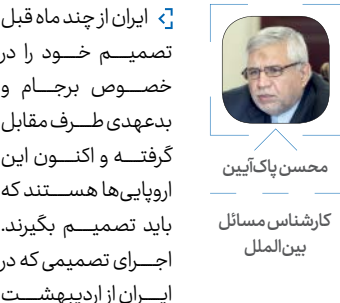 ایران از چند ماه قبل
تصمیم خود را در
خصوص برجام و
بدعهدی طرف مقابل
گرفته و اکنون این
اروپایی‌ها هستند که
باید تصمیم بگیرند.
اجرای تصمیمی که در
ایران از اردیبهشت
محسن پاک‌آیین
کارشناس مسائل
بین‌الملل